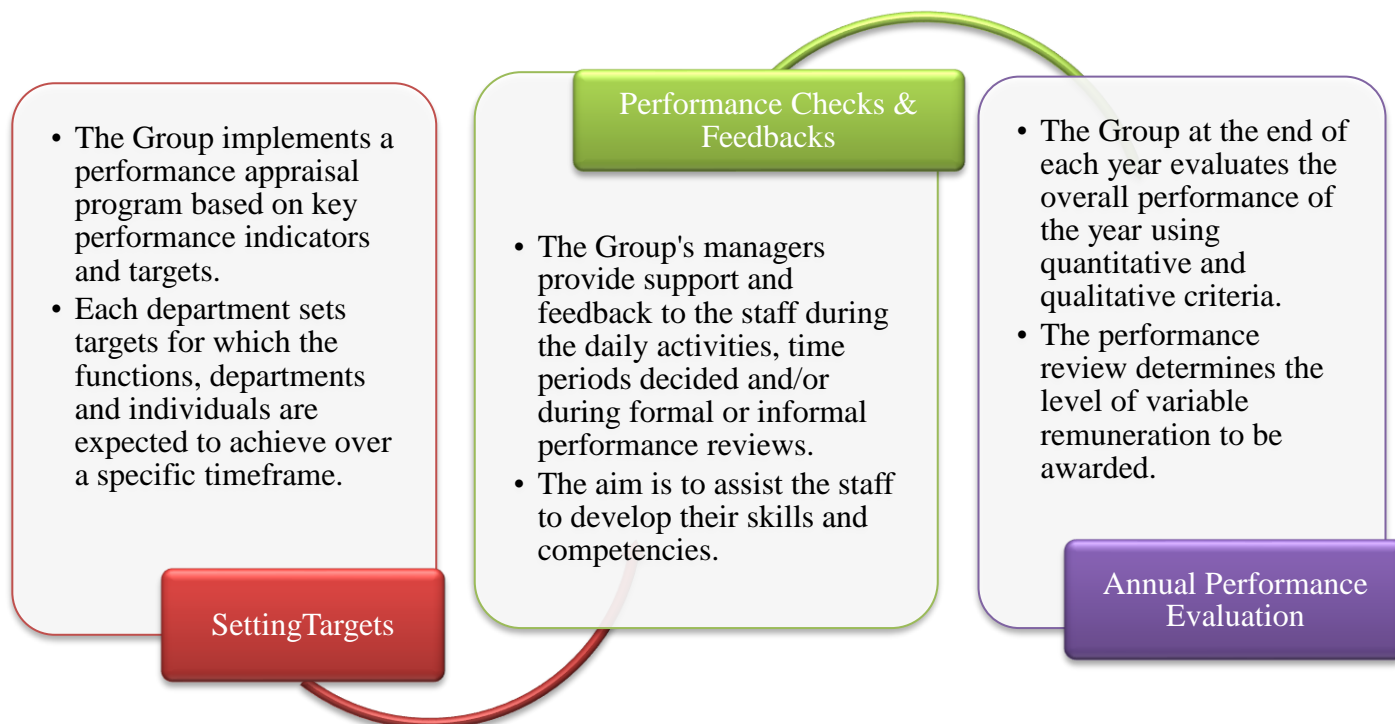 • The Group implements a
performance appraisal
program based on key
performance indicators
and targets.
• Each department sets
targets for which the
functions, departments
and individuals are
expected to achieve over
a specific timeframe.
SettingTargets
Performance Checks &
Feedbacks
• The Group's managers
provide support and
feedback to the staff during
the daily activities, time
periods decided and/or
during formal or informal
performance reviews.
• The aim is to assist the staff
to develop their skills and
competencies.
• The Group at the end of
each year evaluates the
overall performance of
the year using
quantitative and
qualitative criteria.
• The performance
review determines the
level of variable
remuneration to be
awarded.
Annual Performance
Evaluation